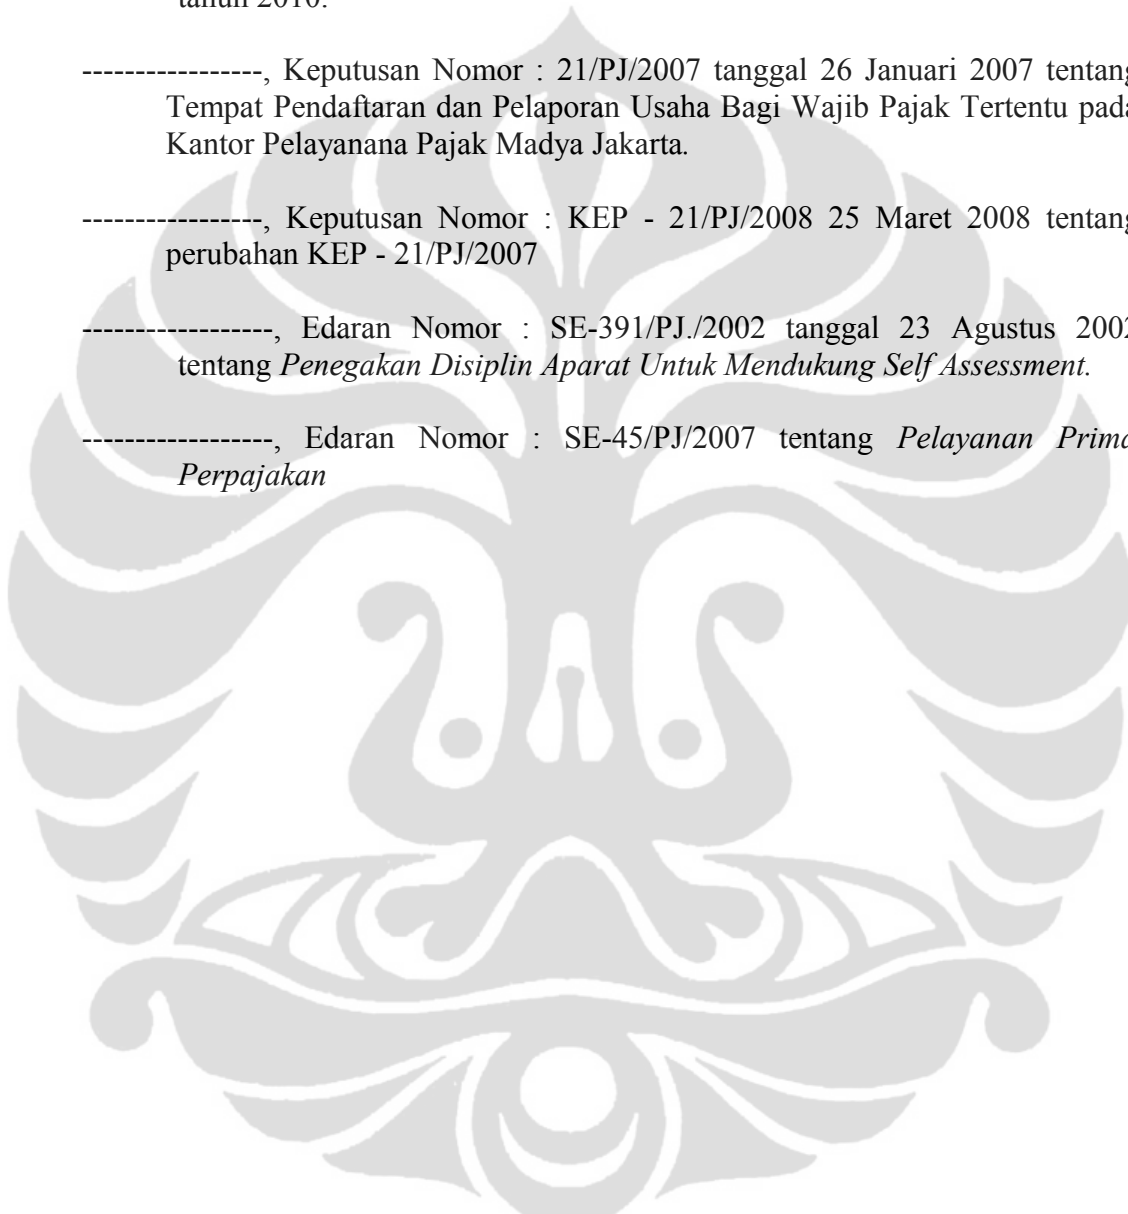 tahun 2010.
-----------------, Keputusan Nomor : 21/PJ/2007 tanggal 26 Januari 2007 tentang
Tempat Pendaftaran dan Pelaporan Usaha Bagi Wajib Pajak Tertentu pada
Kantor Pelayanana Pajak Madya Jakarta.
-----------------, Keputusan Nomor : KEP - 21/PJ/2008 25 Maret 2008 tentang
perubahan KEP - 21/PJ/2007
------------------, Edaran Nomor : SE-391/PJ./2002 tanggal 23 Agustus 2002
tentang Penegakan Disiplin Aparat Untuk Mendukung Self Assessment.
------------------, Edaran Nomor : SE-45/PJ/2007 tentang Pelayanan Prima
Perpajakan